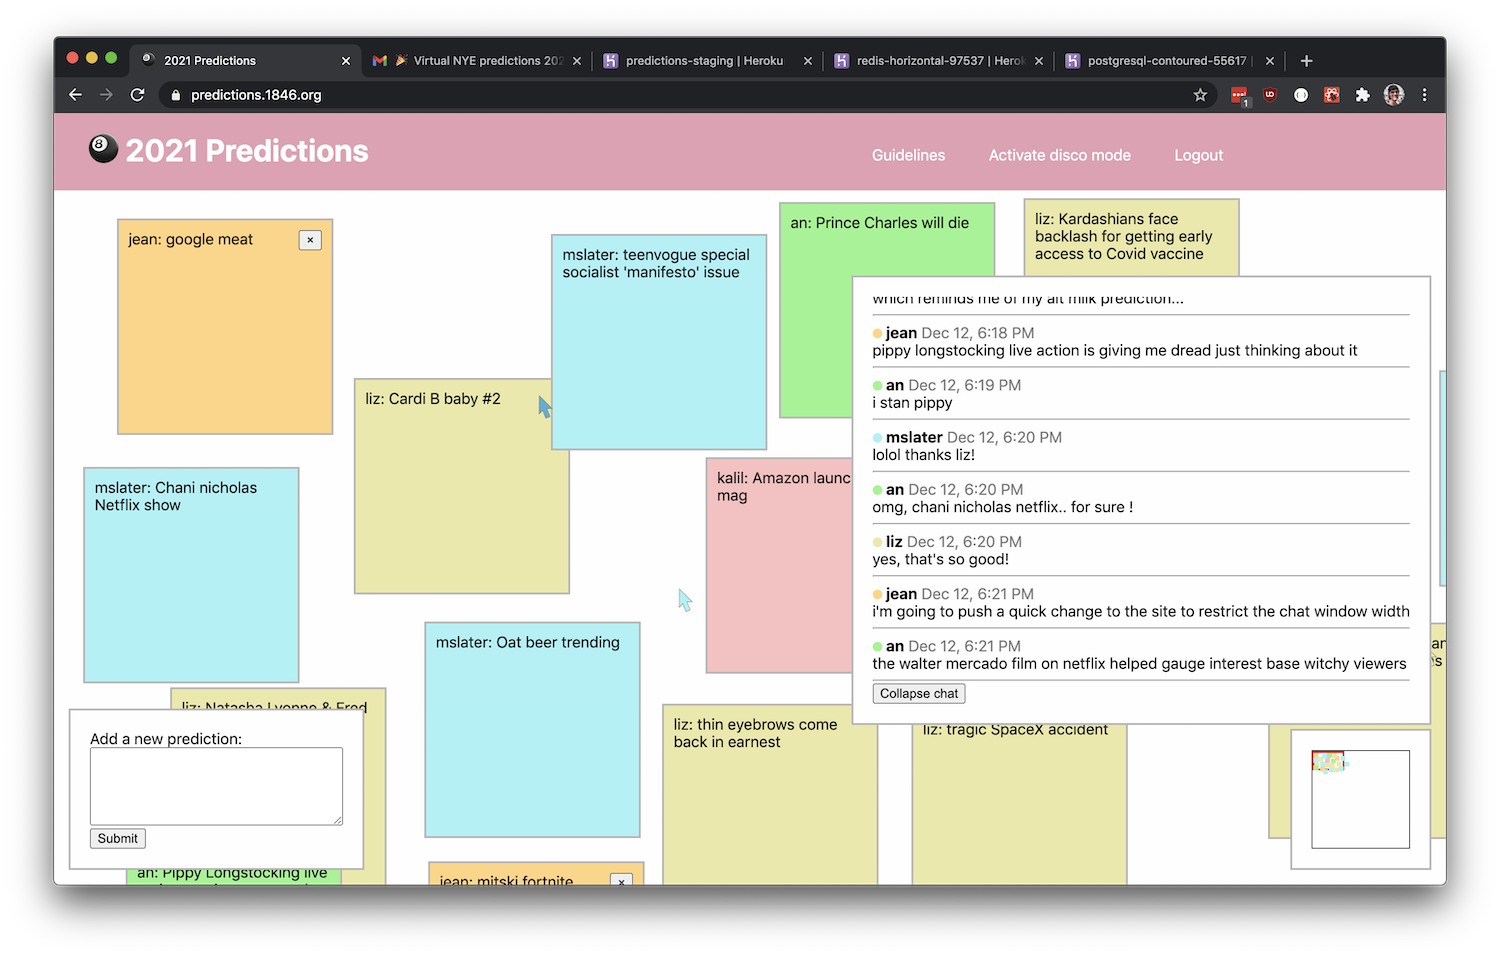 2021 Predictions
Virtual NYE predictions 202
predictions-staging | Heroku
redis-horizontal-97537 | Herok
postgresql-contoured-55617 |
predictions.1846.org
1
2021 Predictions
Guidelines
Activate disco mode
Logout
jean: google meat
mslater: teenvogue special
socialist 'manifesto' issue
an: Prince Charles will die
liz: Kardashians face
backlash for getting early
access to Covid vaccine
liz: Cardi B baby #2
mslater: Chani nicholas
Netflix show
kalil: Amazon launc
mag
mslater: Oat beer trending
liz: Natasha Lyonne & Fred
liz: thin eyebrows come
back in earnest
liz: tragic SpaceX accident
an: Pippy Longstocking live
jean: mitski fortnite
which reminds me of my alt milk prediction...
jean Dec 12, 6:18 PM
pippy longstocking live action is giving me dread just thinking about it
an Dec 12, 6:19 PM
i stan pippy
mslater Dec 12, 6:20 PM
lolol thanks liz!
an Dec 12, 6:20 PM
omg, chani nicholas netflix.. for sure !
liz Dec 12, 6:20 PM
yes, that's so good!
jean Dec 12, 6:21 PM
i'm going to push a quick change to the site to restrict the chat window width
an Dec 12, 6:21 PM
the walter mercado film on netflix helped gauge interest base witchy viewers
Collapse chat
Add a new prediction:
Submit